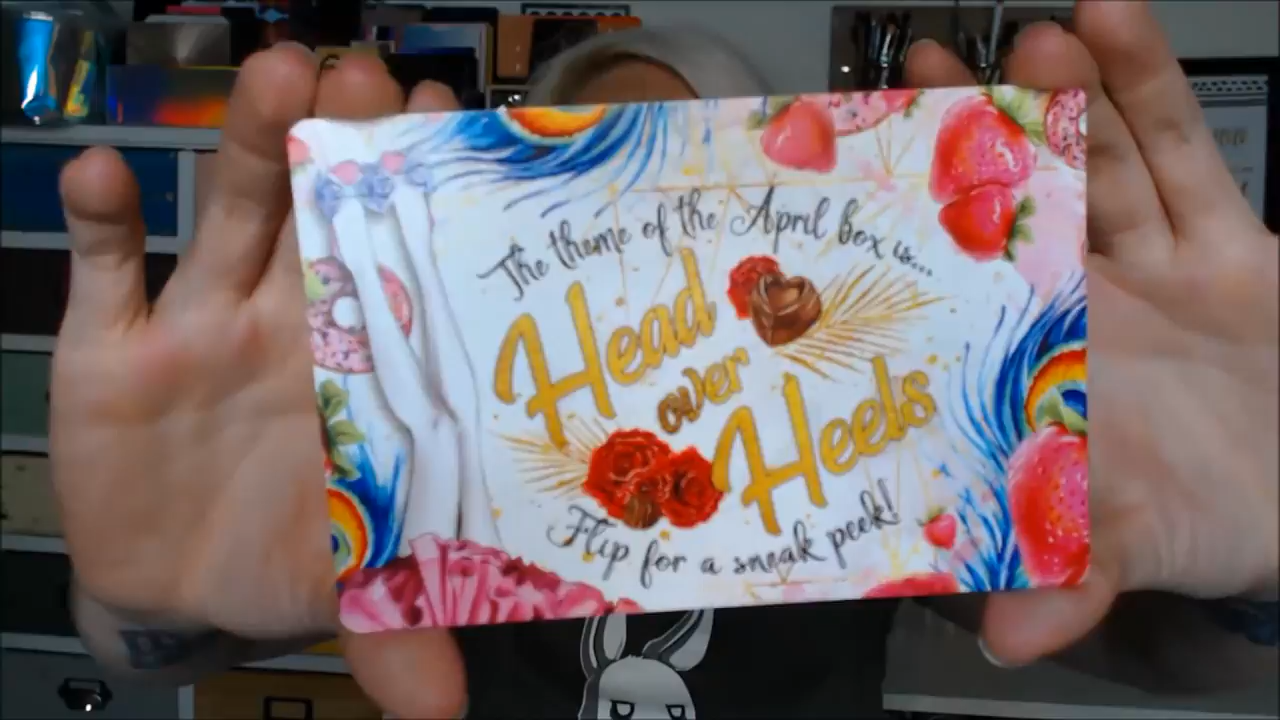 The theme of the April box is...
Head
over
Heels
Flip for a sneak peek!